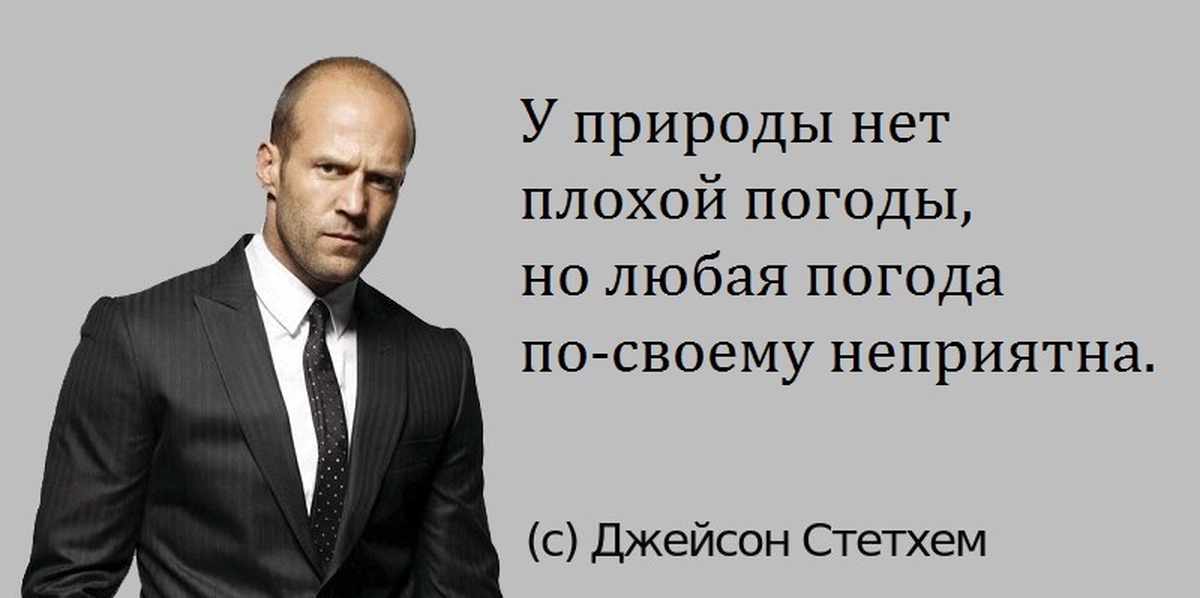 У природы нет
плохой погоды,
но любая погода
по-своему неприятна.
(с) Джейсон Стетхем